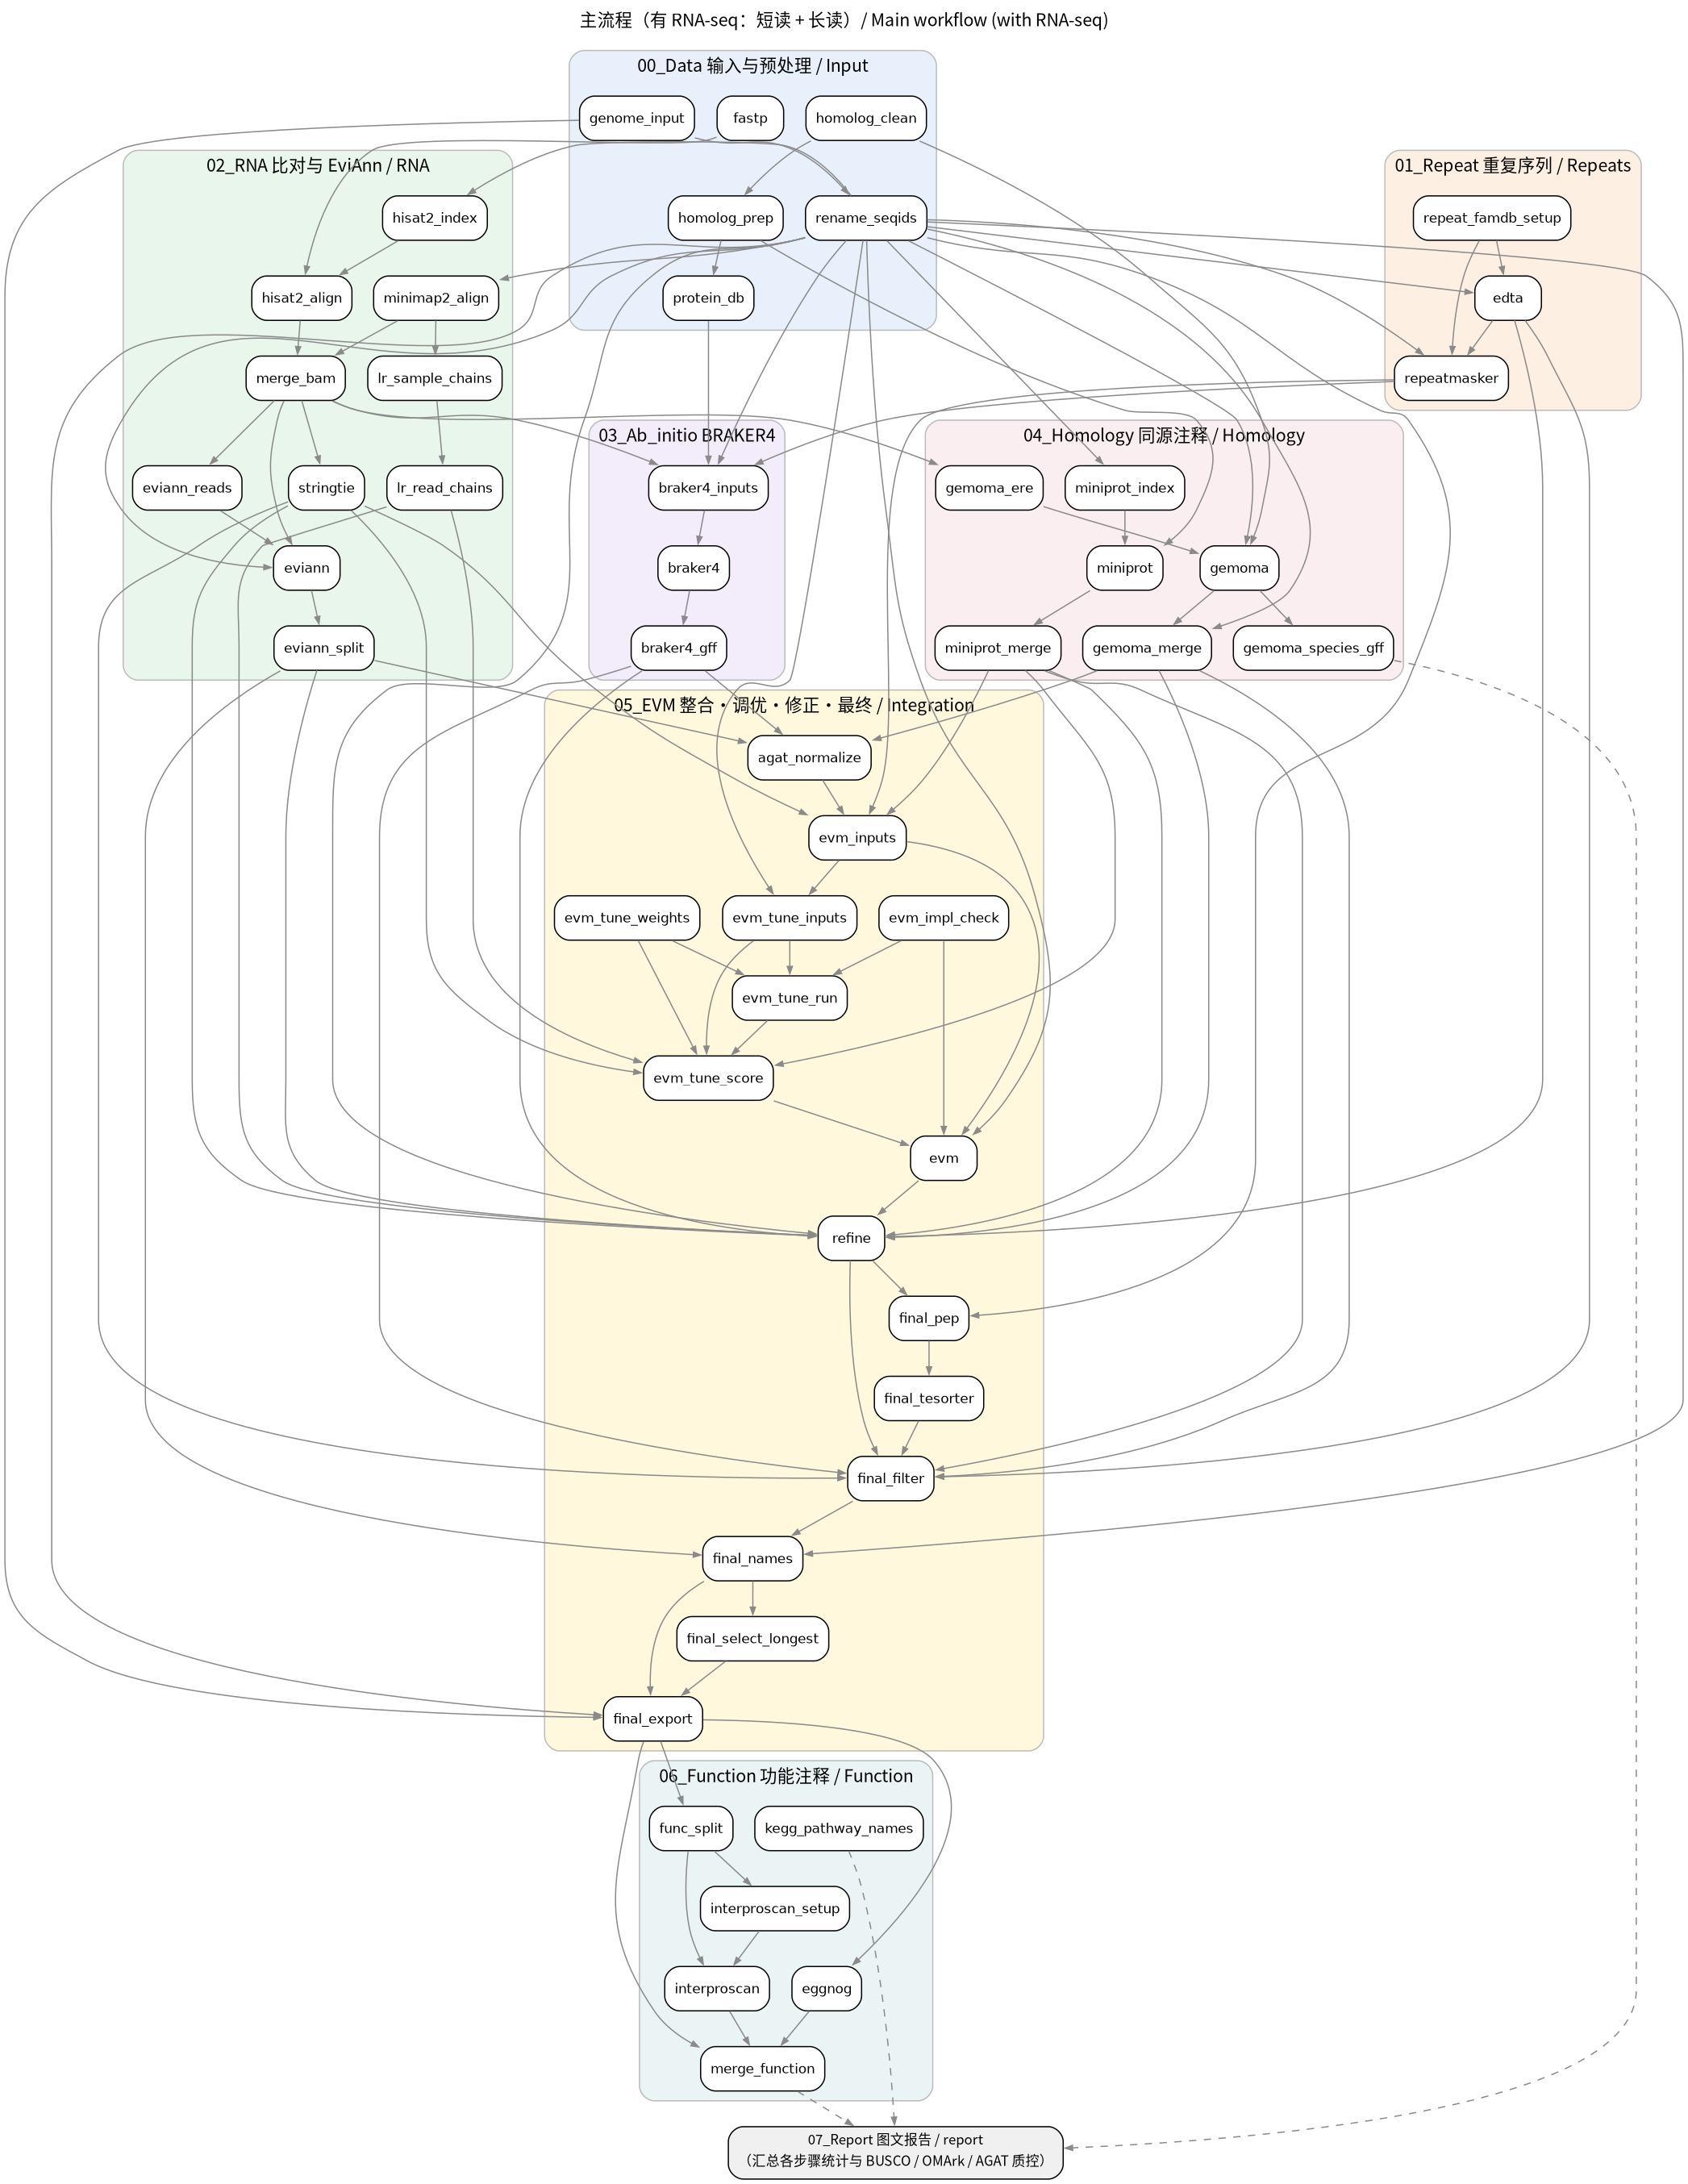 主流程（有 RNA-seq：短读 + 长读）/ Main workflow (with RNA-seq)
00_Data 输入与预处理 / Input
genome_input
fastp
homolog_clean
homolog_prep
rename_seqids
protein_db
02_RNA 比对与 EviAnn / RNA
hisat2_index
hisat2_align
minimap2_align
merge_bam
lr_sample_chains
eviann_reads
stringtie
lr_read_chains
eviann
eviann_split
01_Repeat 重复序列 / Repeats
repeat_famdb_setup
edta
repeatmasker
03_Ab_initio BRAKER4
braker4_inputs
braker4
braker4_gff
04_Homology 同源注释 / Homology
gemoma_ere
miniprot_index
miniprot
gemoma
miniprot_merge
gemoma_merge
gemoma_species_gff
05_EVM 整合・调优・修正・最终 / Integration
agat_normalize
evm_inputs
evm_tune_weights
evm_tune_inputs
evm_impl_check
evm_tune_run
evm_tune_score
evm
refine
final_pep
final_tesorter
final_filter
final_names
final_select_longest
final_export
06_Function 功能注释 / Function
func_split
kegg_pathway_names
interproscan_setup
interproscan
eggnog
merge_function
07_Report 图文报告 / report
（汇总各步骤统计与 BUSCO / OMArk / AGAT 质控）